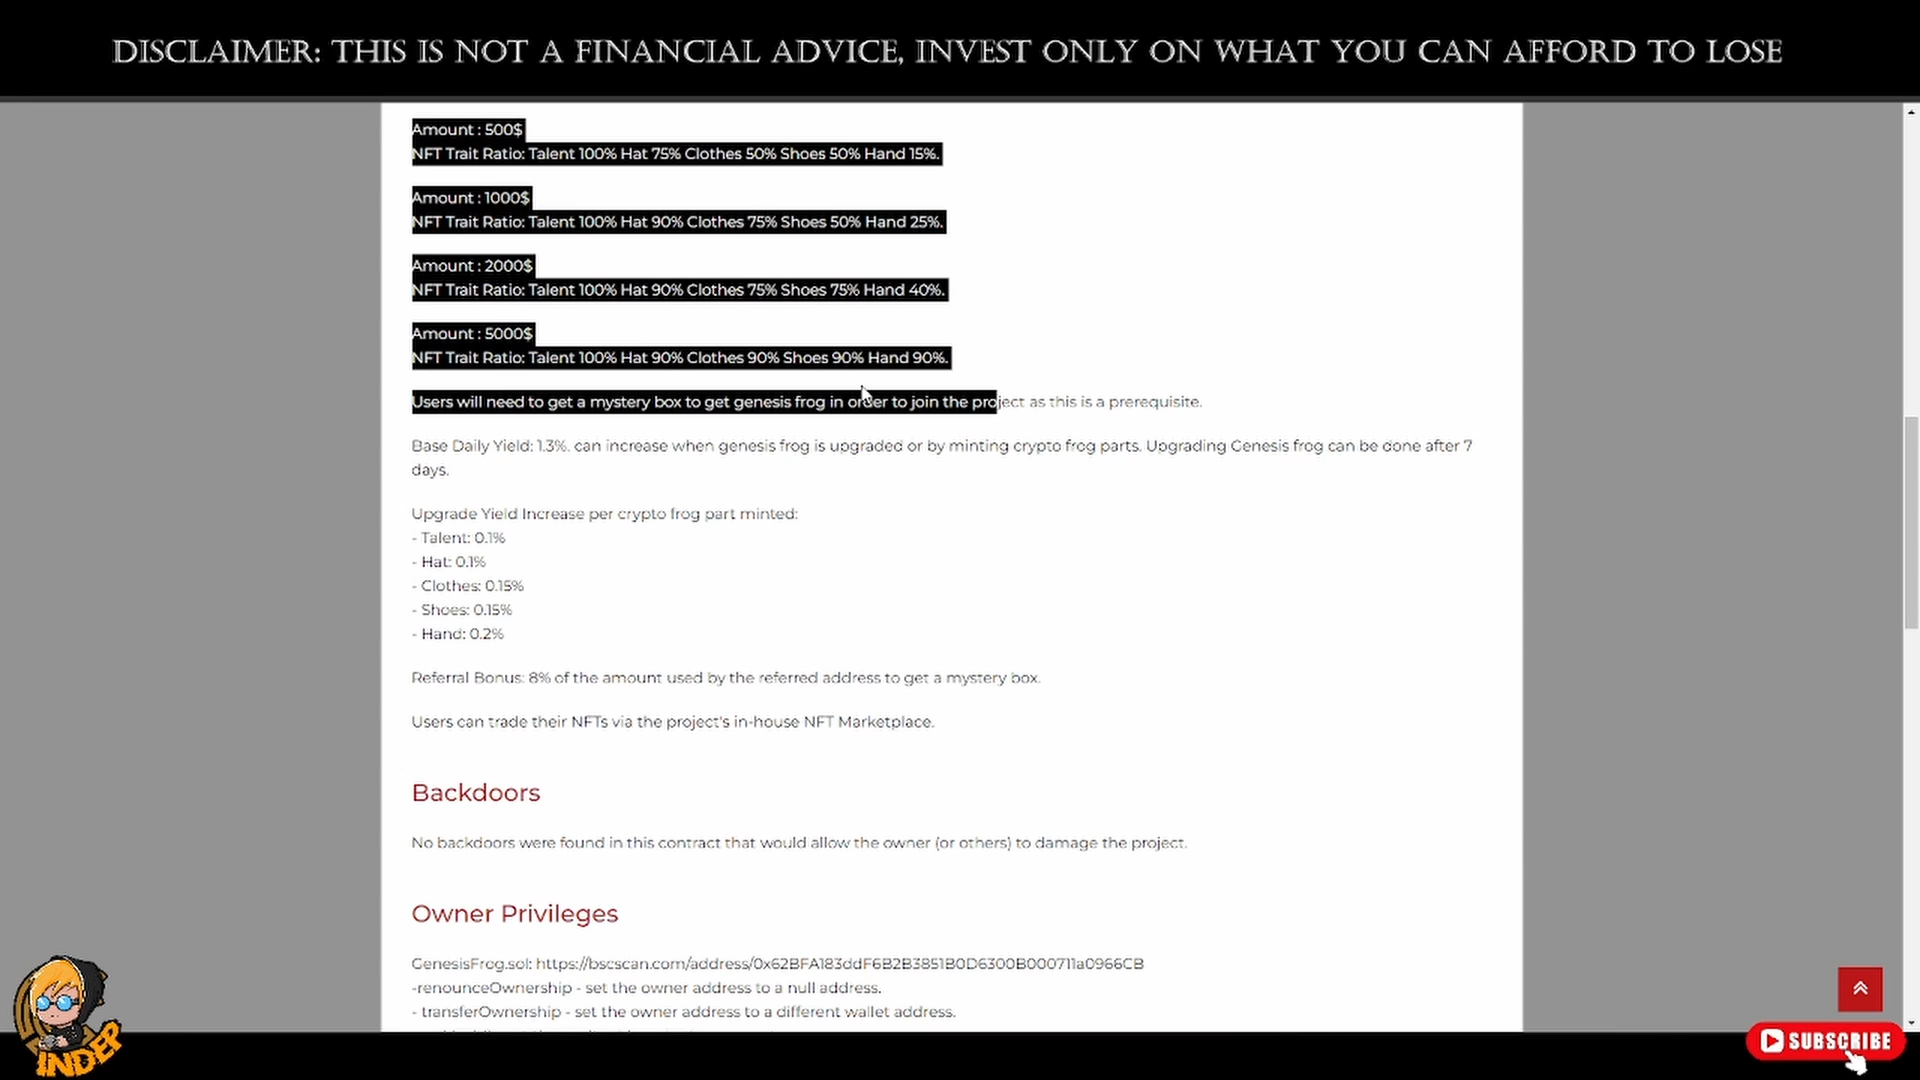 DISCLAIMER: THIS IS NOT A FINANCIAL ADVICE, INVEST ONLY ON WHAT YOU CAN AFFORD TO LOSE
Amount : 500$
NFT Trait Ratio: Talent 100% Hat 75% Clothes 50% Shoes 50% Hand 15%.
Amount : 1000$
NFT Trait Ratio: Talent 100% Hat 90% Clothes 75% Shoes 50% Hand 25%.
Amount : 2000$
NFT Trait Ratio: Talent 100% Hat 90% Clothes 75% Shoes 75% Hand 40%.
Amount : 5000$
NFT Trait Ratio: Talent 100% Hat 90% Clothes 90% Shoes 90% Hand 90%.
Users will need to get a mystery box to get genesis frog in order to join the project as this is a prerequisite.
Base Daily Yield: 1.3%. can increase when genesis frog is upgraded or by minting crypto frog parts. Upgrading Genesis frog can be done after 7
days.
Upgrade Yield Increase per crypto frog part minted:
- Talent: 0.1%
- Hat: 0.1%
- Clothes: 0.15%
- Shoes: 0.15%
- Hand: 0.2%
Referral Bonus: 8% of the amount used by the referred address to get a mystery box.
Users can trade their NFTs via the project's in-house NFT Marketplace.
Backdoors
No backdoors were found in this contract that would allow the owner (or others) to damage the project.
Owner Privileges
GenesisFrog.sol: https://bscscan.com/address/0x62BFA183ddF6B2B3851B0D6300B000711a0966CB
-renounceOwnership - set the owner address to a null address.
- transferOwnership - set the owner address to a different wallet address.
INDEP
SUBSCRIBE